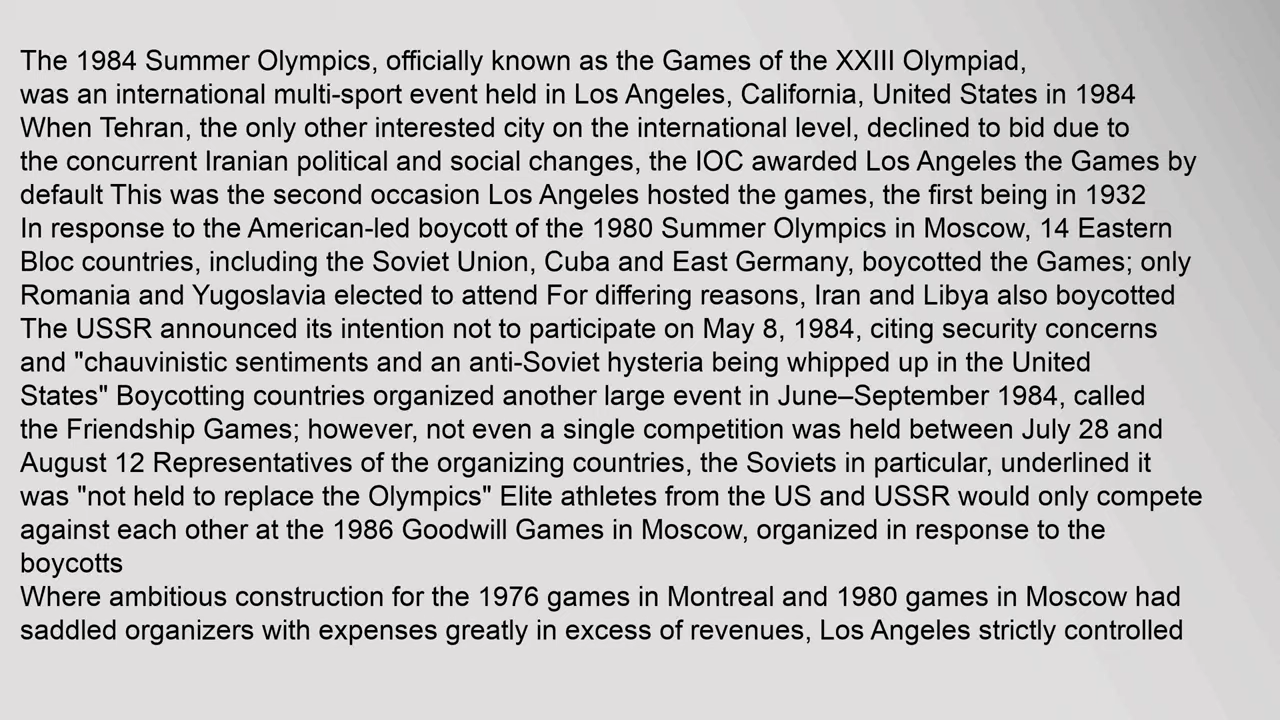 The 1984 Summer Olympics, officially known as the Games of the XXIII Olympiad,
was an international multi-sport event held in Los Angeles, California, United States in 1984
When Tehran, the only other interested city on the international level, declined to bid due to
the concurrent Iranian political and social changes, the IOC awarded Los Angeles the Games by
default This was the second occasion Los Angeles hosted the games, the first being in 1932
In response to the American-led boycott of the 1980 Summer Olympics in Moscow, 14 Eastern
Bloc countries, including the Soviet Union, Cuba and East Germany, boycotted the Games; only
Romania and Yugoslavia elected to attend For differing reasons, Iran and Libya also boycotted
The USSR announced its intention not to participate on May 8, 1984, citing security concerns
and "chauvinistic sentiments and an anti-Soviet hysteria being whipped up in the United
States" Boycotting countries organized another large event in June–September 1984, called
the Friendship Games; however, not even a single competition was held between July 28 and
August 12 Representatives of the organizing countries, the Soviets in particular, underlined it
was "not held to replace the Olympics" Elite athletes from the US and USSR would only compete
against each other at the 1986 Goodwill Games in Moscow, organized in response to the
boycotts
Where ambitious construction for the 1976 games in Montreal and 1980 games in Moscow had
saddled organizers with expenses greatly in excess of revenues, Los Angeles strictly controlled